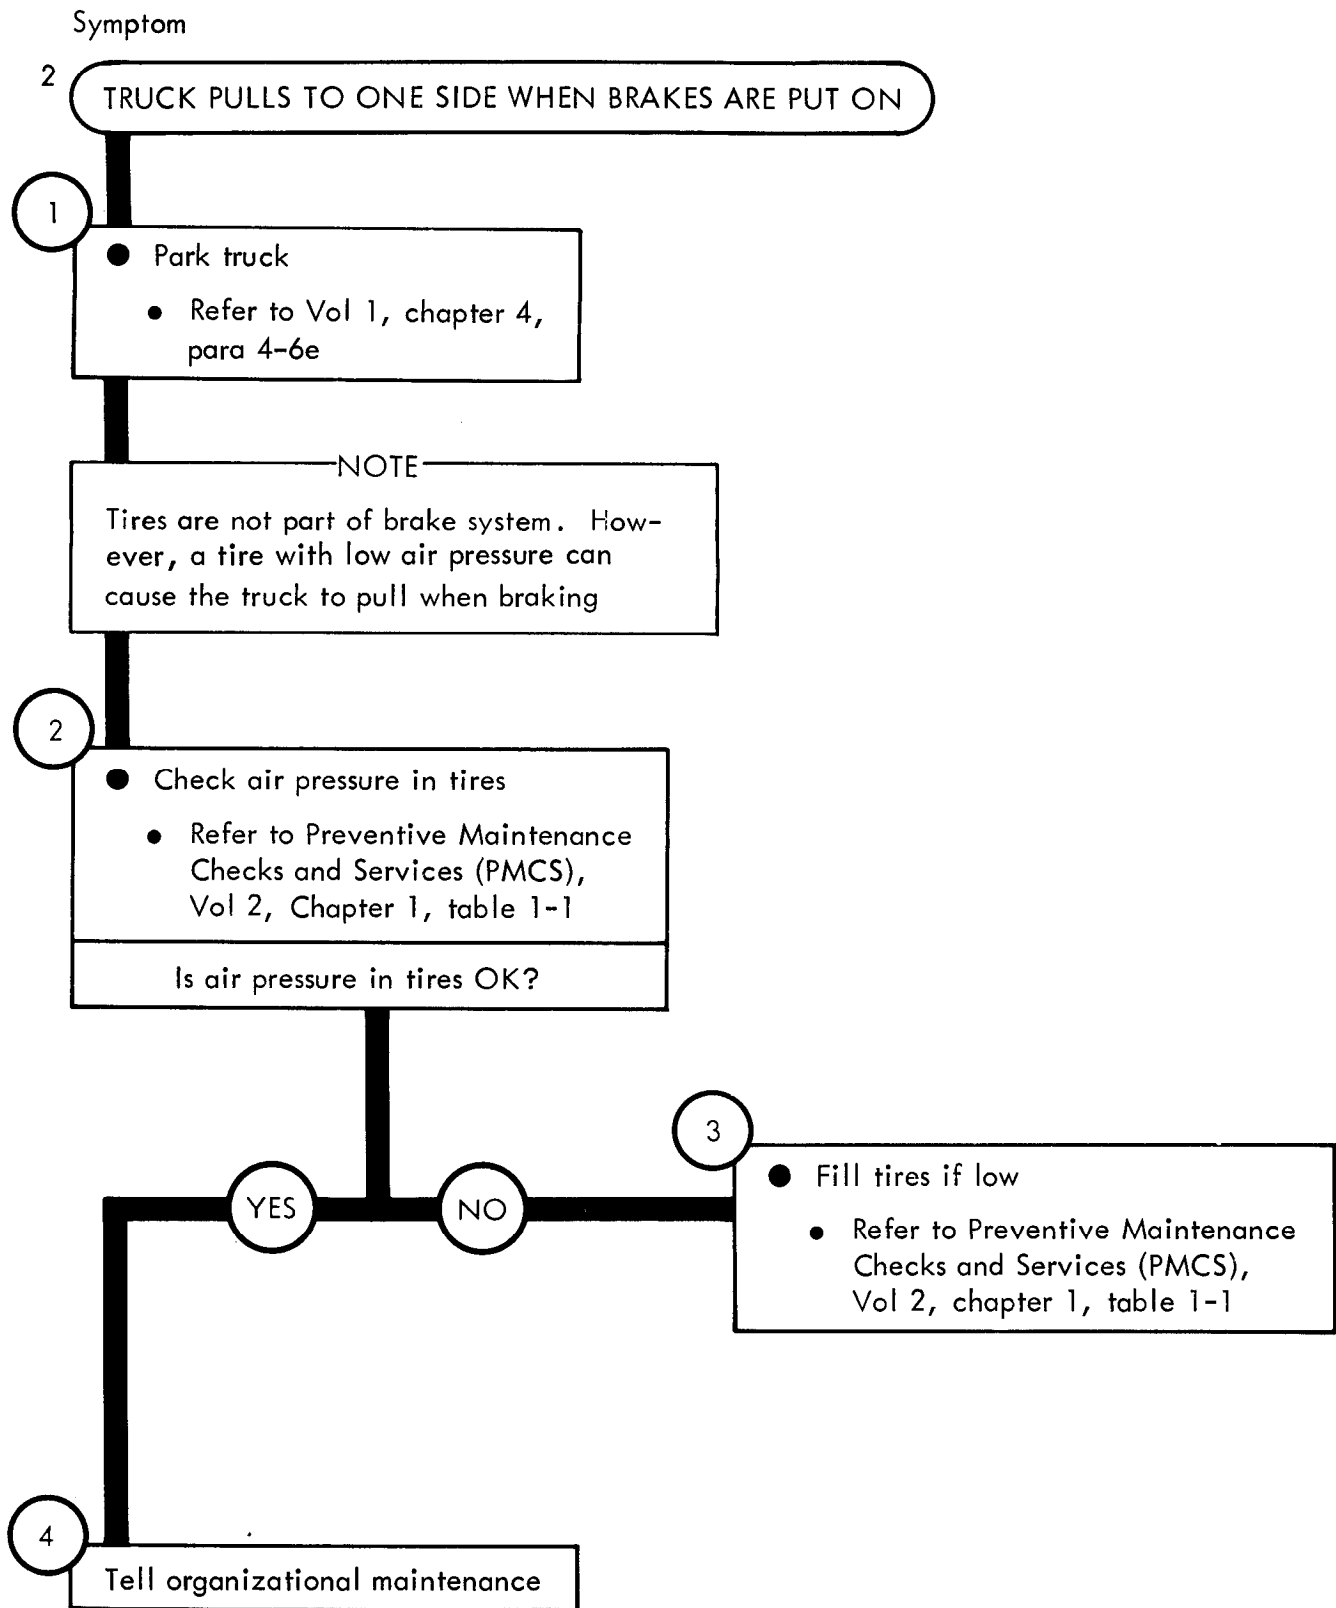 Symptom
2
TRUCK PULLS TO ONE SIDE WHEN BRAKES ARE PUT ON
1
● Park truck
● Refer to Vol 1, chapter 4,
para 4-6e
NOTE
Tires are not part of brake system. How-
ever, a tire with low air pressure can
cause the truck to pull when braking
2
● Check air pressure in tires
● Refer to Preventive Maintenance
Checks and Services (PMCS),
Vol 2, Chapter 1, table 1-1
Is air pressure in tires OK?
YES
NO
3
● Fill tires if low
● Refer to Preventive Maintenance
Checks and Services (PMCS),
Vol 2, chapter 1, table 1-1
4
Tell organizational maintenance